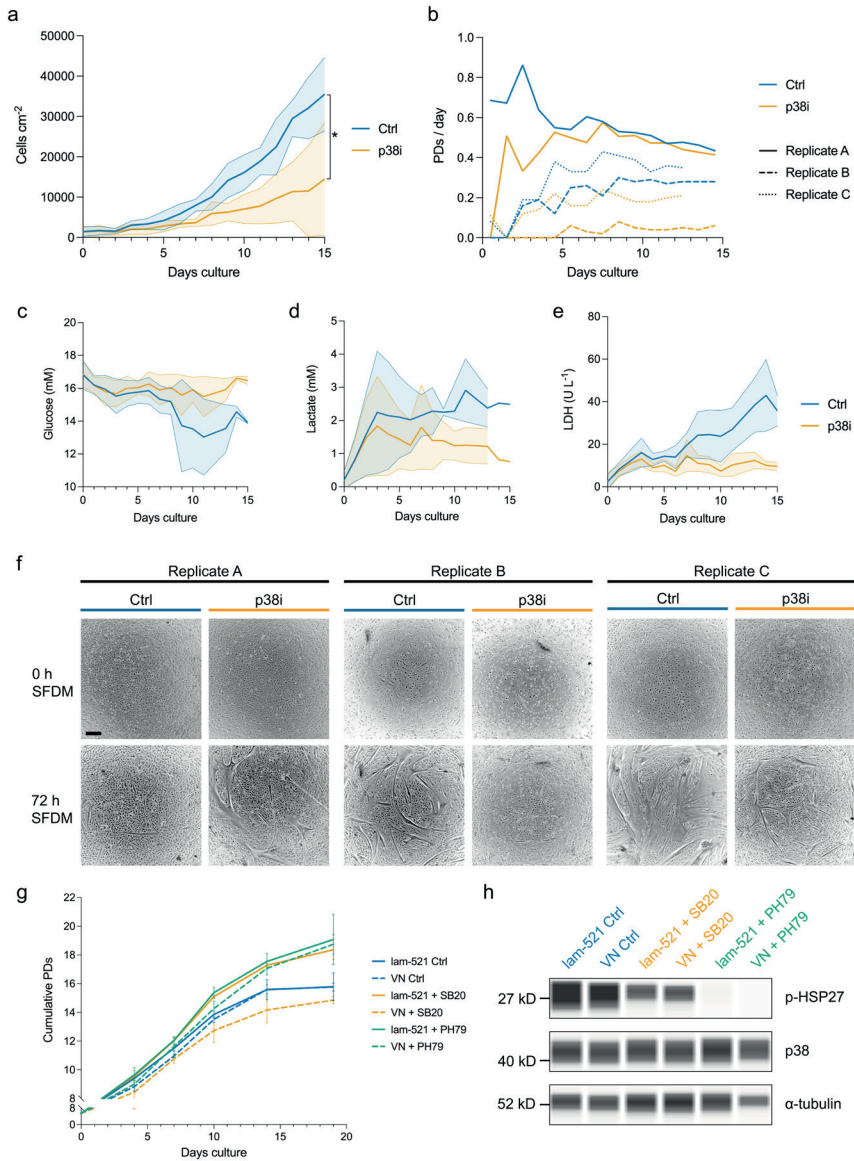 a
Cells cm-2
50000
40000
30000
20000
10000
0
0 5 10 15
Days culture
*
Ctrl
p38i
b
PDs / day
1.0
0.8
0.6
0.4
0.2
0.0
0 5 10 15
Days culture
Ctrl
p38i
Replicate A
Replicate B
Replicate C
c
Glucose (mM)
18
16
14
12
10
0 5 10 15
Days culture
d
Lactate (mM)
5
4
3
2
1
0
0 5 10 15
Days culture
e
LDH (U L-1)
80
60
40
20
0
0 5 10 15
Days culture
Ctrl
p38i
f
Replicate A Replicate B Replicate C
Ctrl p38i Ctrl p38i Ctrl p38i
0 h
SFDM
72 h
SFDM
g
Cumulative PDs
22
20
18
16
14
12
10
8
8
0
0 5 10 15 20
Days culture
lam-521 Ctrl
VN Ctrl
lam-521 + SB20
VN + SB20
lam-521 + PH79
VN + PH79
h
lam-521 Ctrl
VN Ctrl
lam-521 + SB20
VN + SB20
lam-521 + PH79
VN + PH79
27 kD p-HSP27
40 kD p38
52 kD α-tubulin